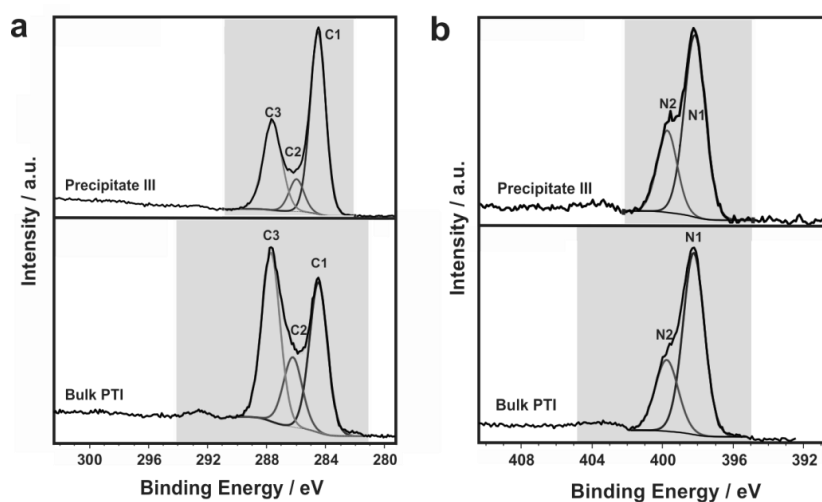 a
C1
C3
C2
Precipitate III
C3
C1
C2
Bulk PTI
300 296 292 288 284 280
Binding Energy / eV
Intensity / a.u.
b
N2
N1
Precipitate III
N1
N2
Bulk PTI
408 404 400 396 392
Binding Energy / eV
Intensity / a.u.